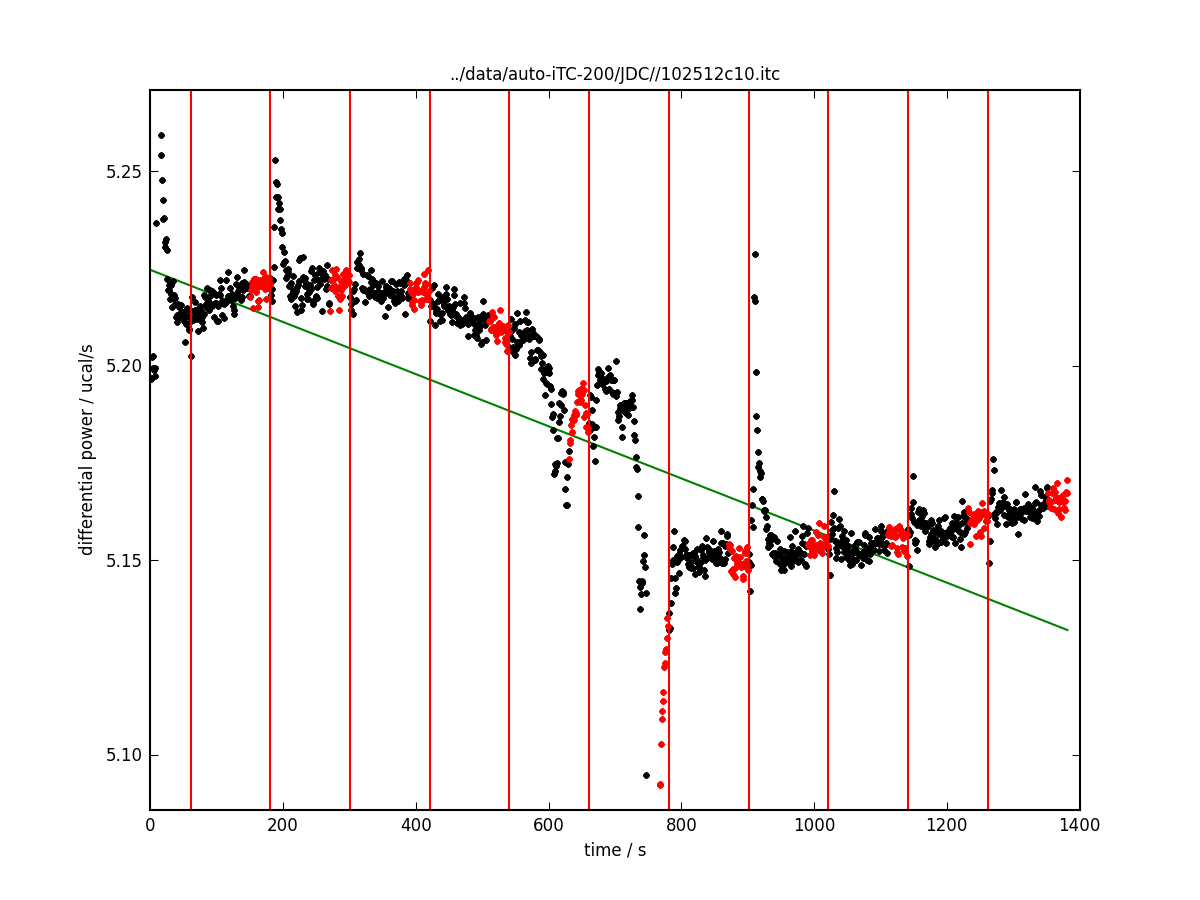 ../data/auto-iTC-200/JDC//102512c10.itc
5.25
5.20
5.15
5.10
differential power / ucal/s
0 200 400 600 800 1000 1200 1400
time / s